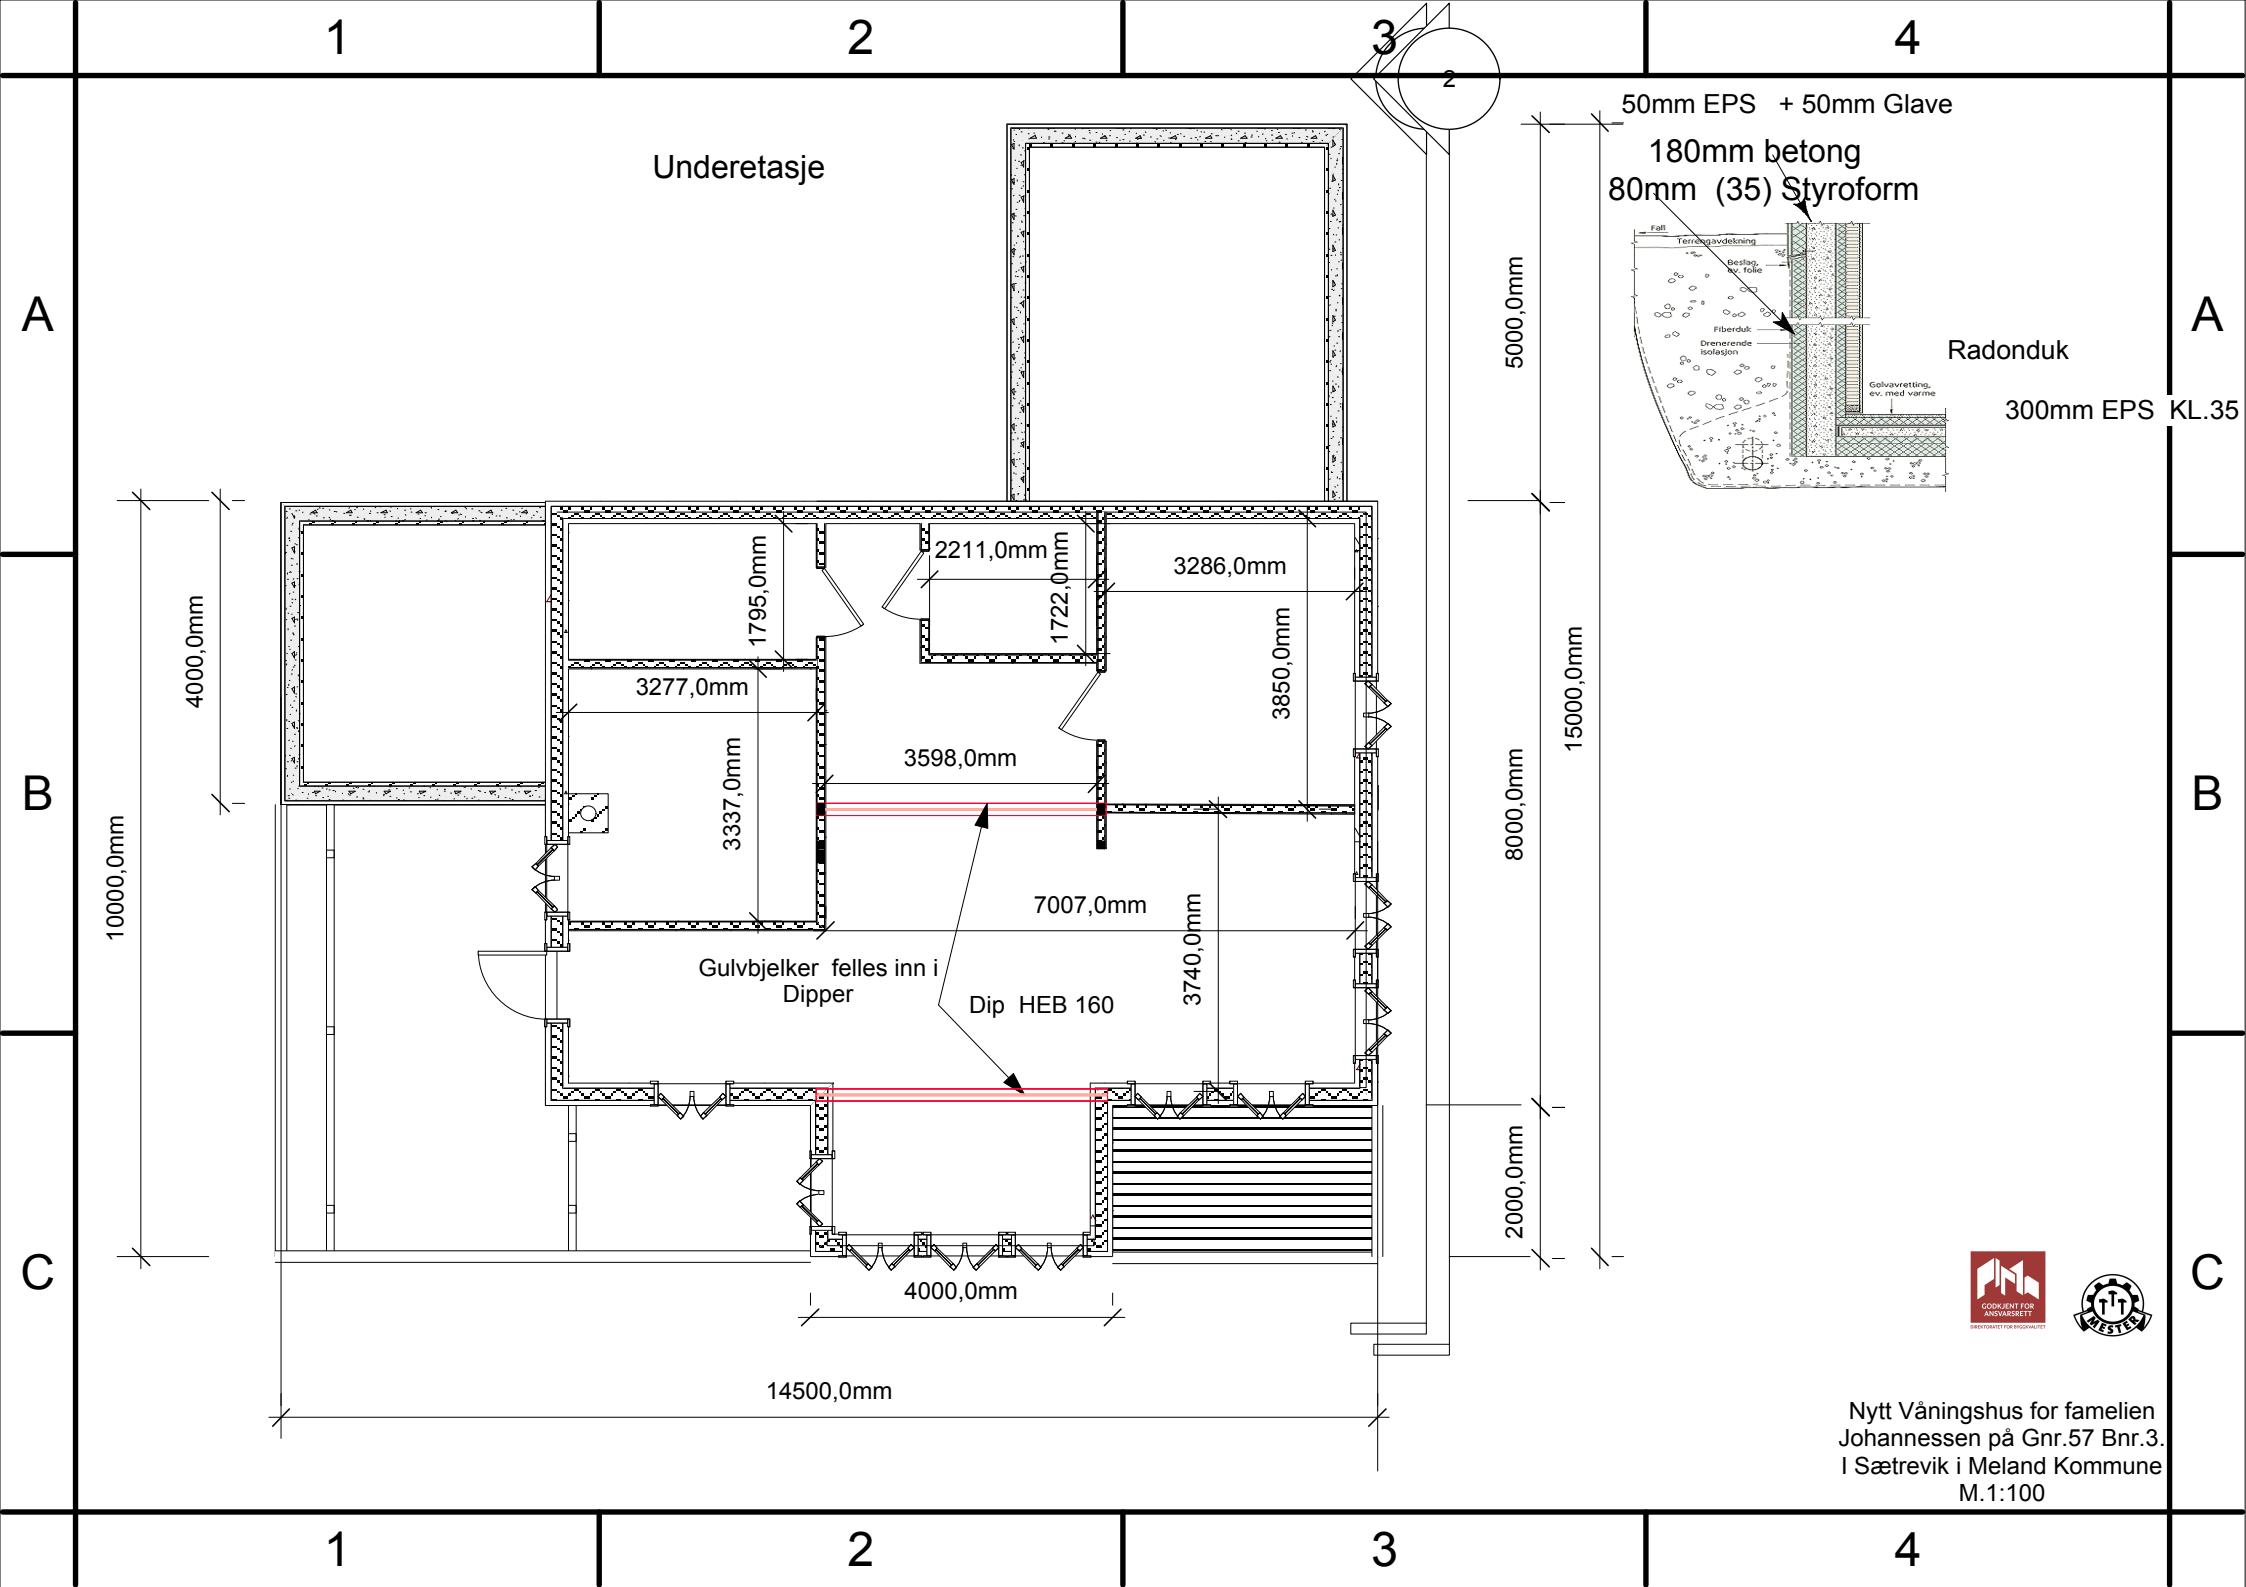 1
2
3
4
2
50mm EPS + 50mm Glave
180mm betong
80mm (35) Styroform
Underetasje
Fall
Terrengavdekning
Beslag,
ev. folie
Fiberduk
Drenerende
isolasjon
Golvavretting,
ev. med varme
Radonduk
300mm EPS KL.35
A
A
5000,0mm
4000,0mm
10000,0mm
1795,0mm
2211,0mm
1722,0mm
3286,0mm
3850,0mm
3277,0mm
3337,0mm
3598,0mm
8000,0mm
15000,0mm
B
B
7007,0mm
3740,0mm
Gulvbjelker felles inn i
Dipper
Dip HEB 160
2000,0mm
4000,0mm
14500,0mm
C
C
GODKJENT FOR
ANSVARSRETT
DIREKTORATET FOR BYGGKVALITET
MESTER
Nytt Våningshus for famelien
Johannessen på Gnr.57 Bnr.3.
I Sætrevik i Meland Kommune
M.1:100
1
2
3
4